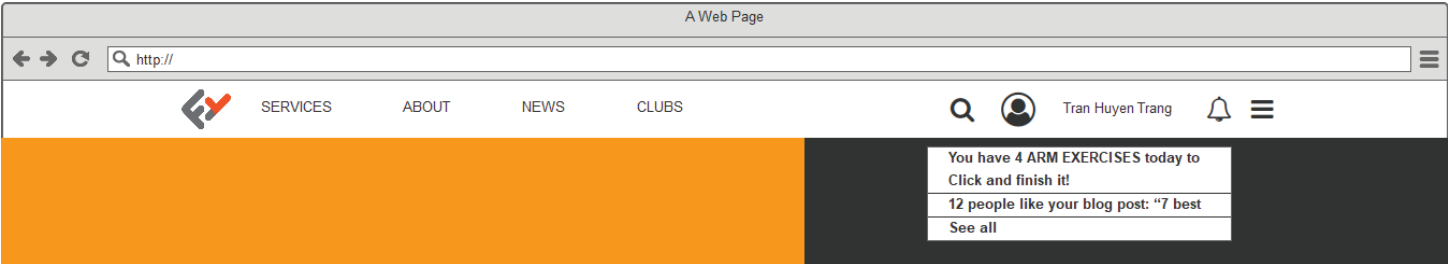 A Web Page
http://
SERVICES ABOUT NEWS CLUBS Tran Huyen Trang
You have 4 ARM EXERCISES today to
Click and finish it!
12 people like your blog post: “7 best
See all